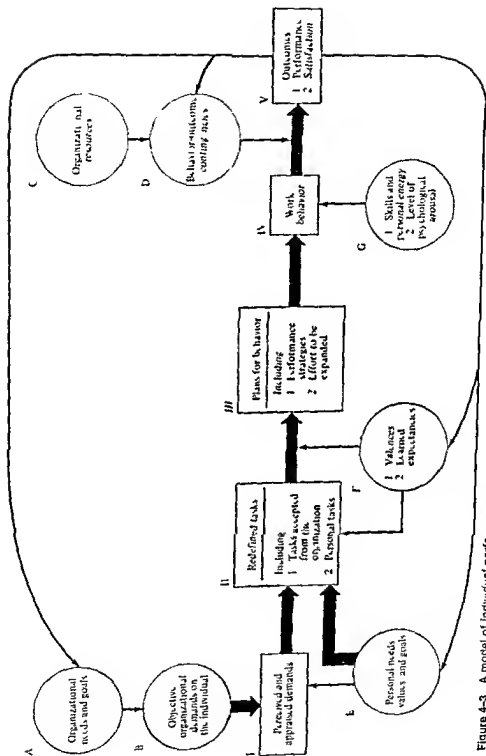 A
Organizational
needs and goals
B
Objective
organizational
demands on
the individual
I
Perceived and
appraised demands
E
Personal needs
values and goals
II
Redefined tasks
Including
1 Tasks accepted
from the
organization
2 Personal tasks
F
1 Valences
2 Learned
expectancies
III
Plans for behavior
Including
1 Performance
strategies
2 Effort to be
expanded
IV
Work
behavior
G
1 Skills and
personal energy
2 Level of
psychological
arousal
C
Organizational
resources
D
Behavior-outcome
contingencies
V
Outcomes
1 Performance
2 Satisfaction
Figure 4-3 A model of individual